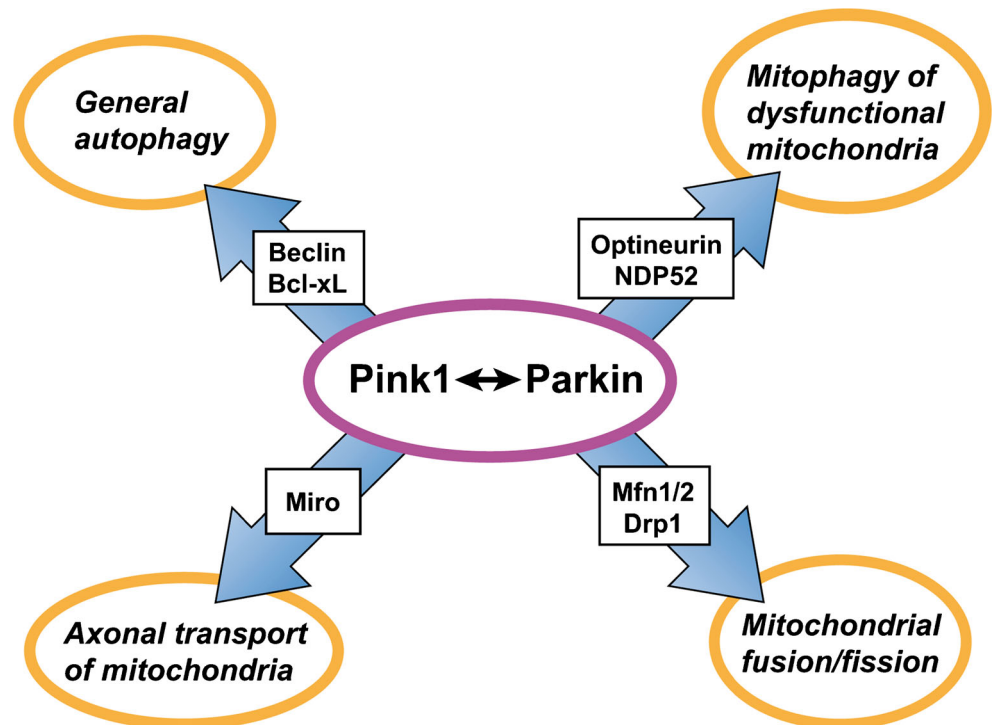 General
autophagy
Mitophagy of
dysfunctional
mitochondria
Beclin
Bcl-xL
Optineurin
NDP52
Pink1 ↔ Parkin
Miro
Mfn1/2
Drp1
Axonal transport
of mitochondria
Mitochondrial
fusion/fission